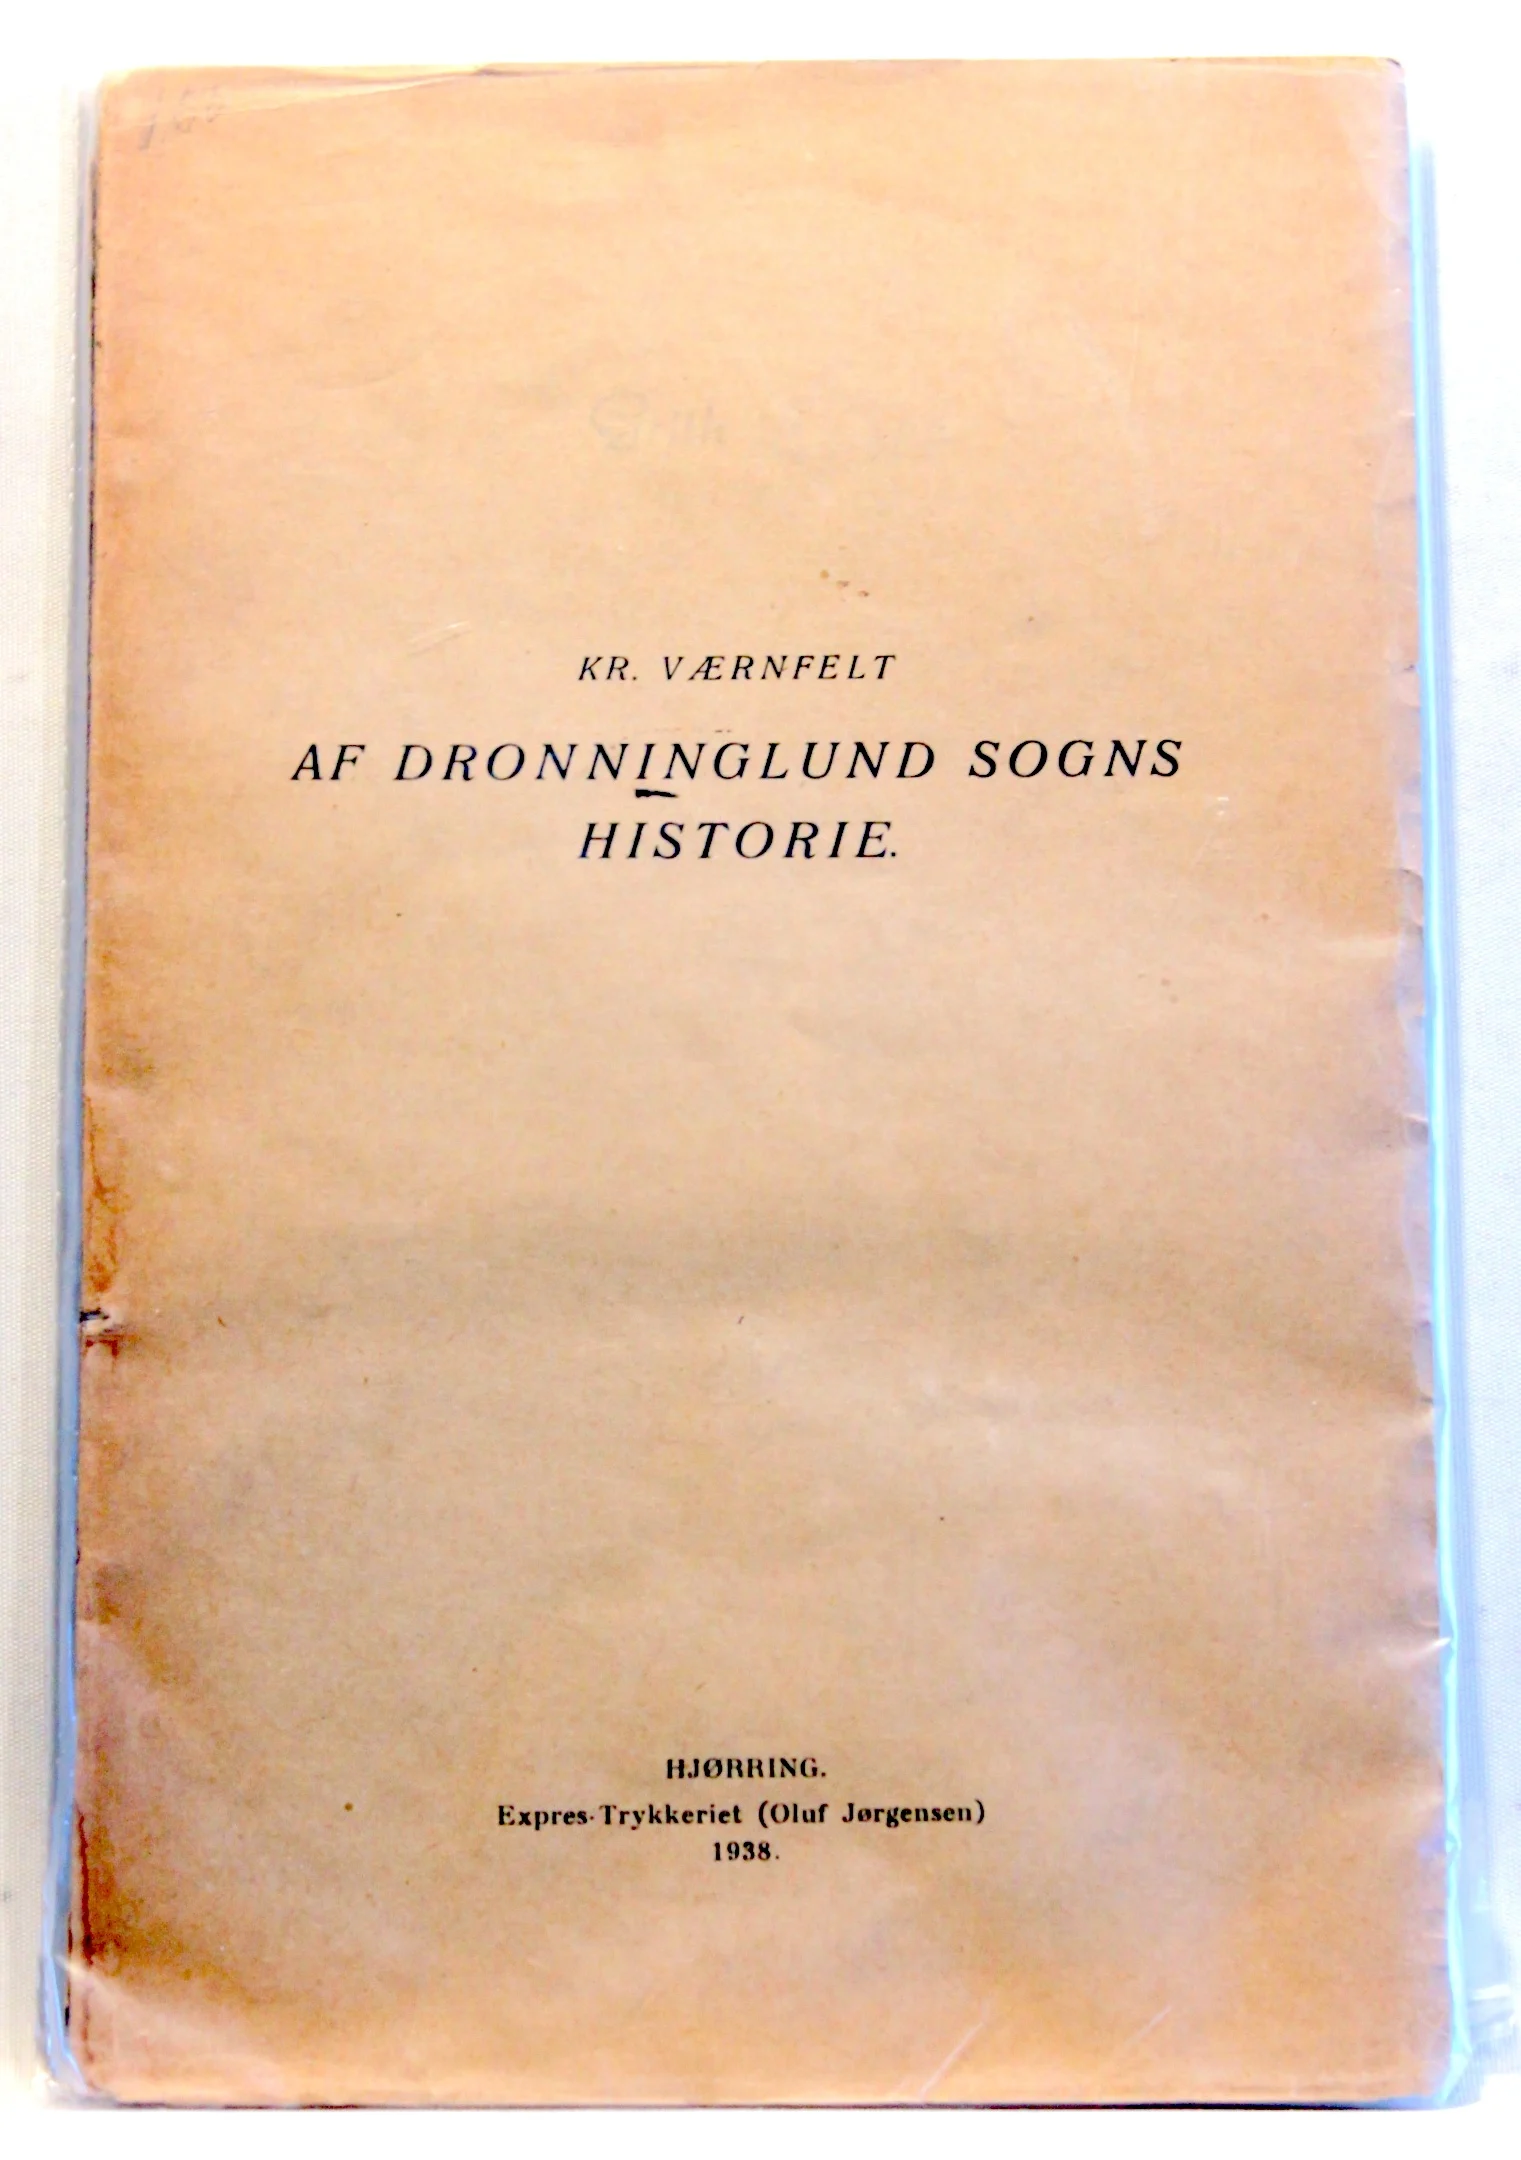 KR. VÆRNFELT
AF DRONNINGLUND SOGNS
HISTORIE.
HJØRRING.
Expres-Trykkeriet (Oluf Jørgensen)
1938.